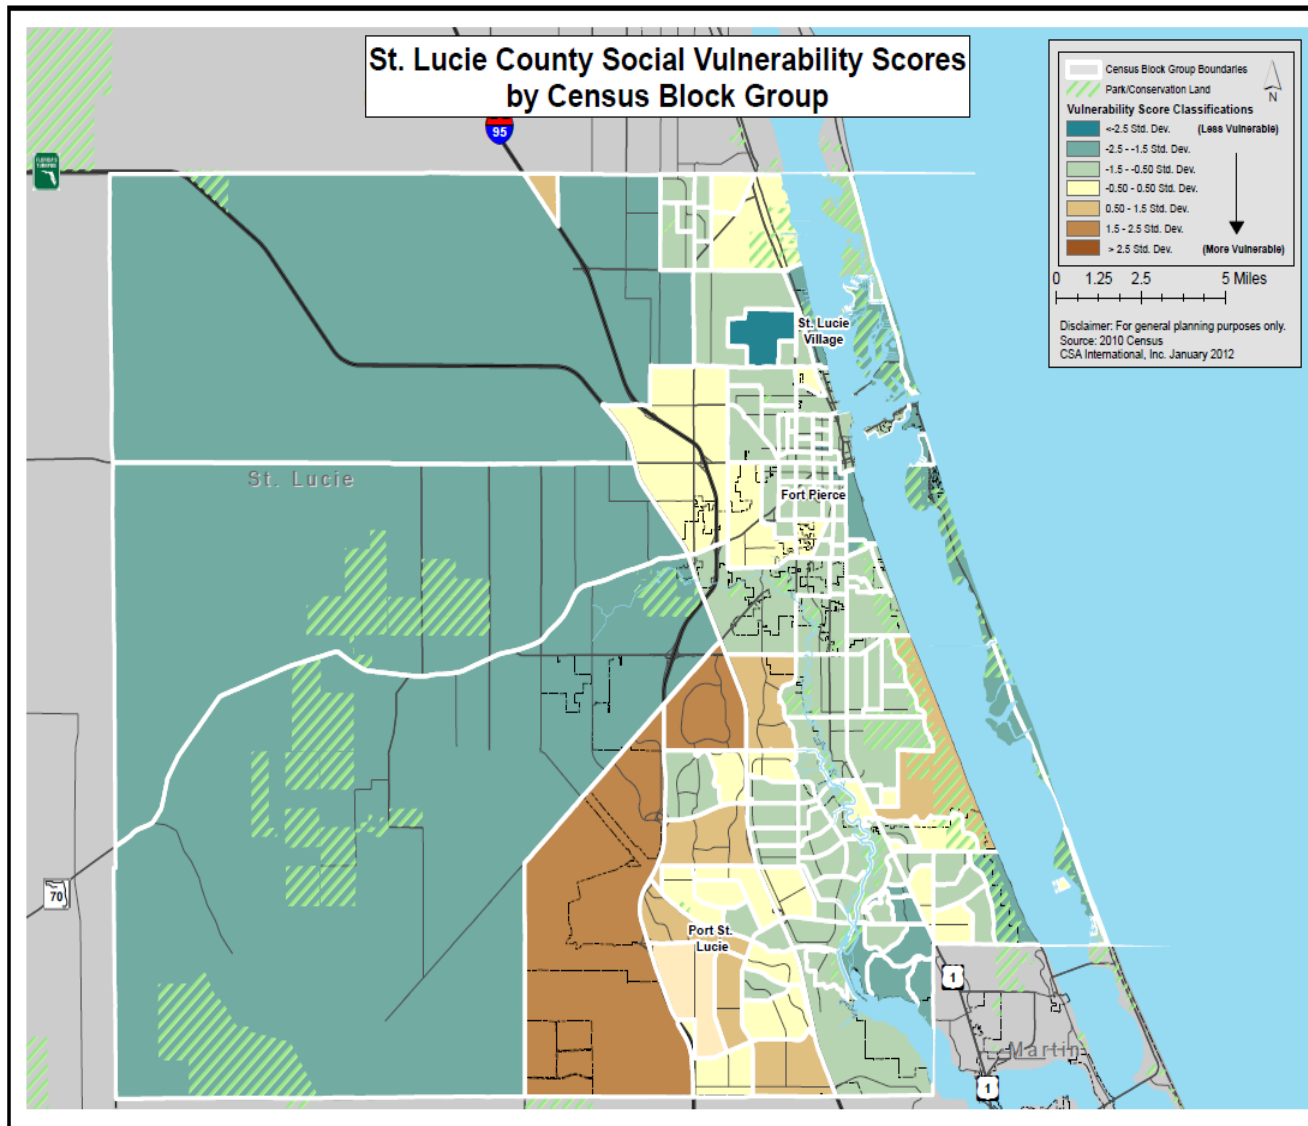 St. Lucie County Social Vulnerability Scores
by Census Block Group
Census Block Group Boundaries
Park/Conservation Land
N
Vulnerability Score Classifications
<-2.5 Std. Dev. (Less Vulnerable)
-2.5 - -1.5 Std. Dev.
-1.5 - -0.50 Std. Dev.
-0.50 - 0.50 Std. Dev.
0.50 - 1.5 Std. Dev.
1.5 - 2.5 Std. Dev.
> 2.5 Std. Dev. (More Vulnerable)
0 1.25 2.5 5 Miles
Disclaimer: For general planning purposes only.
Source: 2010 Census
CSA International, Inc. January 2012
95
St. Lucie
Village
St. Lucie
Fort Pierce
70
Port St.
Lucie
1
Martin
1